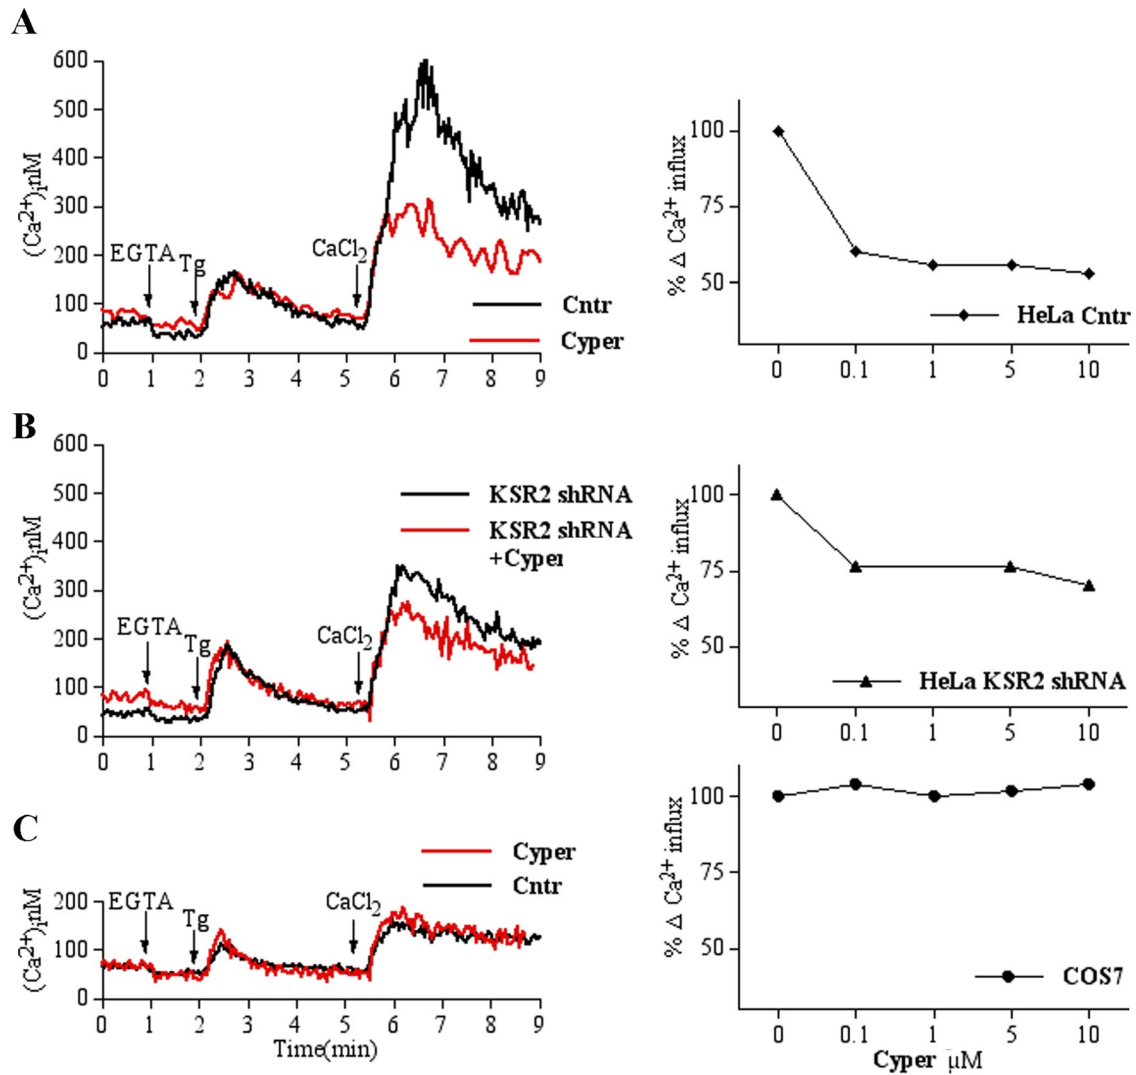 A
600
500
400
300
200
100
0
(Ca2+)inM
EGTA
Tg
CaCl2
Cntr
Cyper
0 1 2 3 4 5 6 7 8 9
100
75
50
% Δ Ca2+ influx
HeLa Cntr
0 0.1 1 5 10
B
600
500
400
300
200
100
0
(Ca2+)inM
KSR2 shRNA
KSR2 shRNA
+Cyper
EGTA
Tg
CaCl2
0 1 2 3 4 5 6 7 8 9
100
75
50
% Δ Ca2+ influx
HeLa KSR2 shRNA
0 0.1 1 5 10
C
200
100
0
(Ca2+)inM
Cyper
Cntr
EGTA
Tg
CaCl2
0 1 2 3 4 5 6 7 8 9
Time(min)
100
75
50
% Δ Ca2+ influx
COS7
0 0.1 1 5 10
Cyper μM